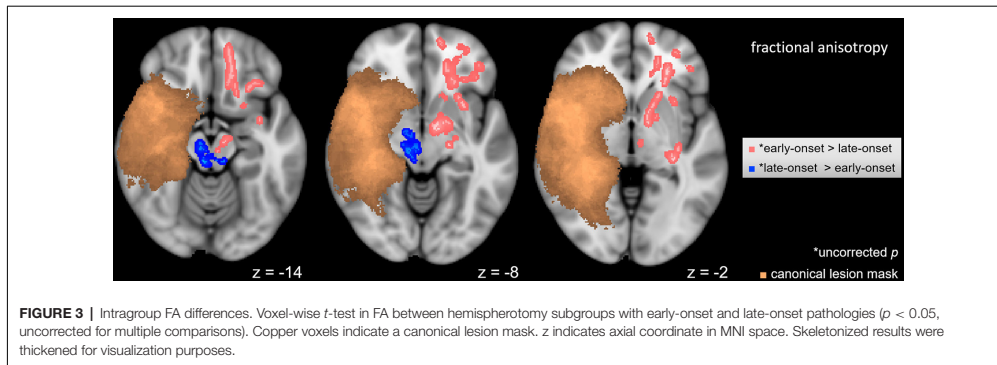 fractional anisotropy
*early-onset > late-onset
*late-onset > early-onset
*uncorrected p
canonical lesion mask
z = -14
z = -8
z = -2
FIGURE 3 | Intragroup FA differences. Voxel-wise t-test in FA between hemispherotomy subgroups with early-onset and late-onset pathologies (p < 0.05,
uncorrected for multiple comparisons). Copper voxels indicate a canonical lesion mask. z indicates axial coordinate in MNI space. Skeletonized results were
thickened for visualization purposes.